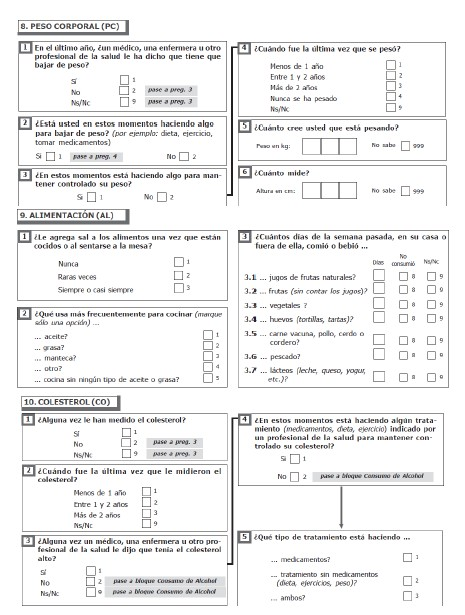 8. PESO CORPORAL (PC)
1 En el último año, ¿un médico, una enfermera u otro
profesional de la salud le ha dicho que tiene que
bajar de peso?
Sí 1
No 2 pase a preg. 3
Ns/Nc 9 pase a preg. 3
2 ¿Está usted en estos momentos haciendo algo
para bajar de peso? (por ejemplo: dieta, ejercicio,
tomar medicamentos)
Si 1 pase a preg. 4 No 2
3 ¿En estos momentos está haciendo algo para man-
tener controlado su peso?
Si 1 No 2
4 ¿Cuándo fue la última vez que se pesó?
Menos de 1 año 1
Entre 1 y 2 años 2
Más de 2 años 3
Nunca se ha pesado 4
Ns/Nc 9
5 ¿Cuánto cree usted que está pesando?
Peso en kg: No sabe 999
6 ¿Cuánto mide?
Altura en cm: No sabe 999
9. ALIMENTACIÓN (AL)
1 ¿Le agrega sal a los alimentos una vez que están
cocidos o al sentarse a la mesa?
Nunca 1
Raras veces 2
Siempre o casi siempre 3
2 ¿Qué usa más frecuentemente para cocinar (marque
sólo una opción) ...
... aceite? 1
... grasa? 2
... manteca? 3
... otro? 4
... cocina sin ningún tipo de aceite o grasa? 5
3 ¿Cuántos días de la semana pasada, en su casa o
fuera de ella, comió o bebió ...
Días No consumió Ns/Nc
3.1 ... jugos de frutas naturales? 8 9
3.2 ... frutas (sin contar los jugos)? 8 9
3.3 ... vegetales ? 8 9
3.4 ... huevos (tortillas, tartas)? 8 9
3.5 ... carne vacuna, pollo, cerdo o
cordero? 8 9
3.6 ... pescado? 8 9
3.7 ... lácteos (leche, queso, yogur,
etc.)? 8 9
10. COLESTEROL (CO)
1 ¿Alguna vez le han medido el colesterol?
Sí 1
No 2 pase a preg. 3
Ns/Nc 9 pase a preg. 3
2 ¿Cuándo fue la última vez que le midieron el
colesterol?
Menos de 1 año 1
Entre 1 y 2 años 2
Más de 2 años 3
Ns/Nc 9
3 ¿Alguna vez un médico, una enfermera u otro pro-
fesional de la salud le dijo que tenía el colesterol
alto?
Sí 1
No 2 pase a bloque Consumo de Alcohol
Ns/Nc 9 pase a bloque Consumo de Alcohol
4 ¿En estos momentos está haciendo algún trata-
miento (medicamentos, dieta, ejercicio) indicado por
un profesional de la salud para mantener con-
trolado su colesterol?
Si 1
No 2 pase a bloque Consumo de Alcohol
5 ¿Qué tipo de tratamiento está haciendo ...
... medicamentos? 1
... tratamiento sin medicamentos
(dieta, ejercicios, peso)? 2
... ambos? 3